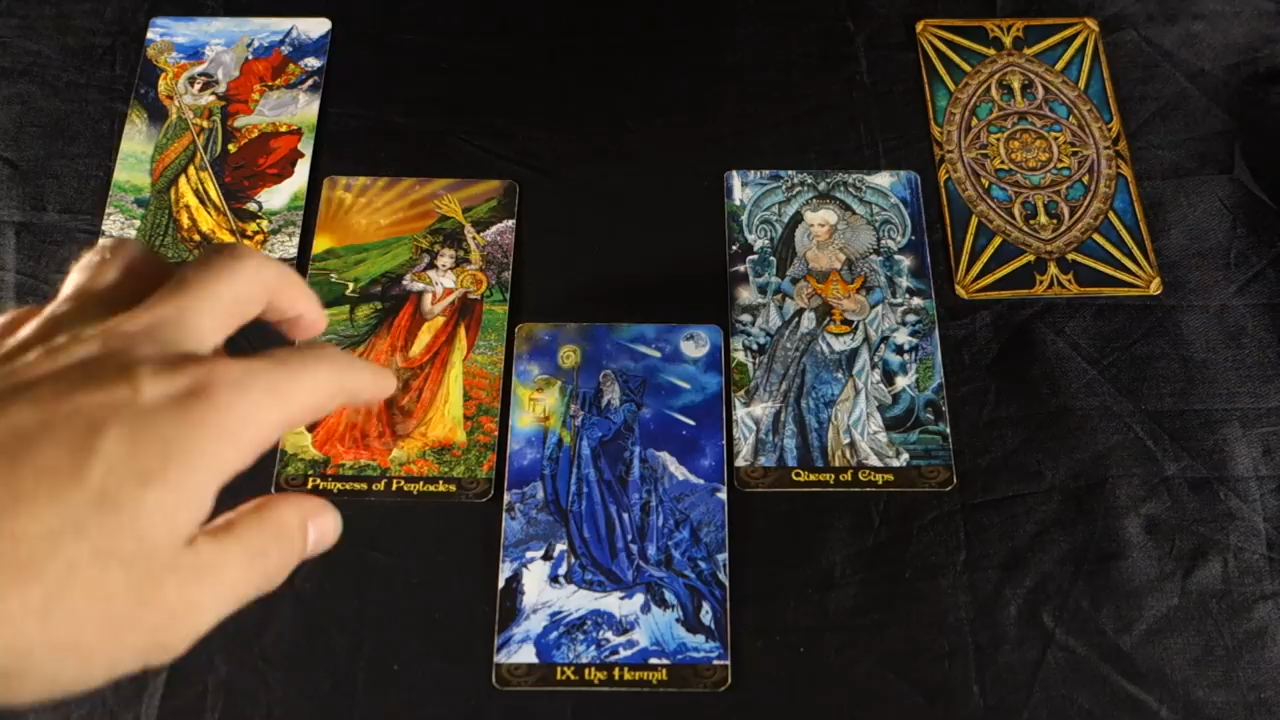 Princess of Pentacles
Queen of Cups
IX. the Hermit